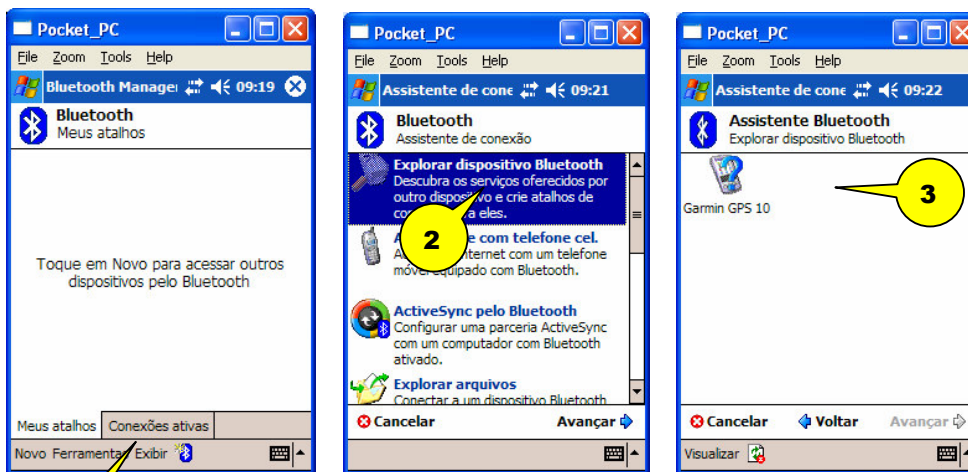 Pocket_PC
File Zoom Tools Help
Bluetooth Manage 09:19
Bluetooth
Meus atalhos
Toque em Novo para acessar outros
dispositivos pelo Bluetooth
Meus atalhos Conexões ativas
Novo Ferramentas Exibir
Pocket_PC
File Zoom Tools Help
Assistente de cone 09:21
Bluetooth
Assistente de conexão
Explorar dispositivo Bluetooth
Descubra os serviços oferecidos por
outro dispositivo e crie atalhos de
a eles.
2
e com telefone cel.
nternet com um telefone
móvel equipado com Bluetooth.
ActiveSync pelo Bluetooth
Configurar uma parceria ActiveSync
com um computador com Bluetooth
ativado.
Explorar arquivos
Conectar a um dispositivo Bluetooth
Cancelar Avançar
Pocket_PC
File Zoom Tools Help
Assistente de cone 09:22
Assistente Bluetooth
Explorar dispositivo Bluetooth
Garmin GPS 10
3
Cancelar Voltar Avançar
Visualizar